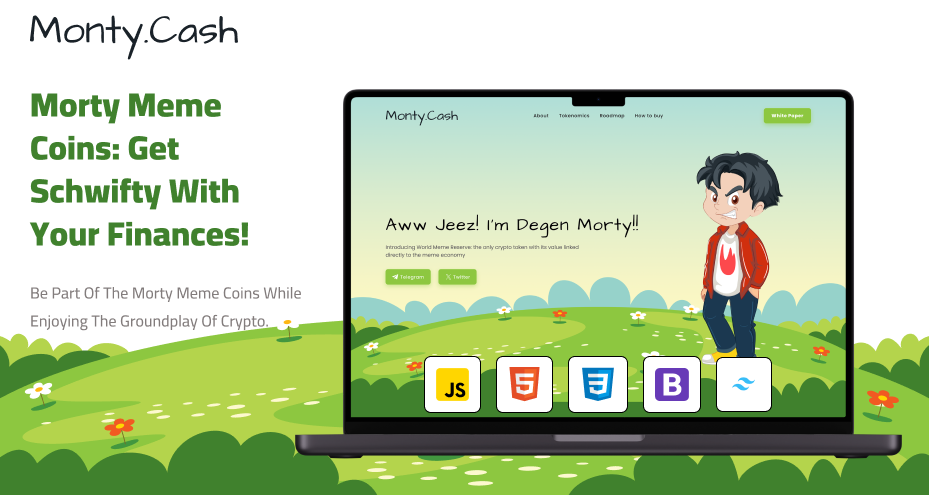 Monty.Cash
Morty Meme
Coins: Get
Schwifty With
Your Finances!
Be Part Of The Morty Meme Coins While
Enjoying The Groundplay Of Crypto.
Monty.Cash
About Tokenomics Roadmap How to buy
White Paper
Aww Jeez! I'm Degen Morty!!
Introducing World Meme Reserve: the only crypto token with its value linked
directly to the meme economy
Telegram Twitter
JS 5 3 B